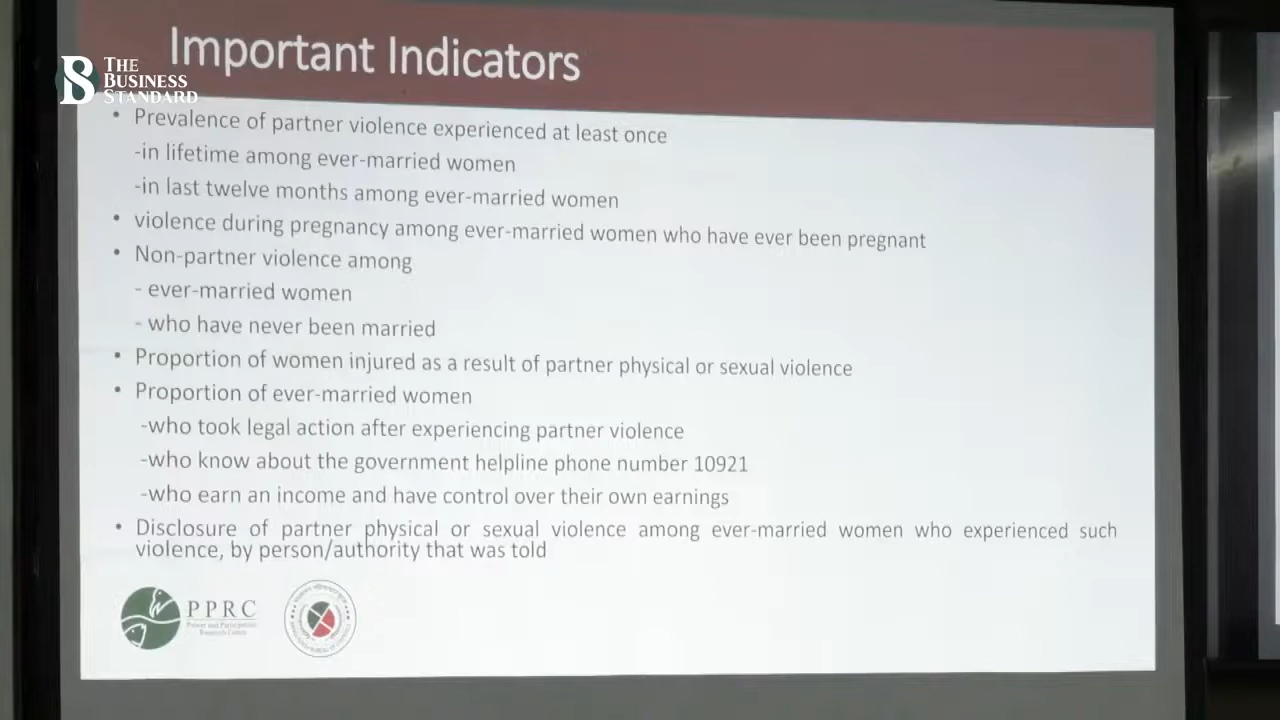 Important Indicators
THE
BUSINESS
STANDARD
• Prevalence of partner violence experienced at least once
-in lifetime among ever-married women
-in last twelve months among ever-married women
• violence during pregnancy among ever-married women who have ever been pregnant
• Non-partner violence among
- ever-married women
- who have never been married
• Proportion of women injured as a result of partner physical or sexual violence
• Proportion of ever-married women
-who took legal action after experiencing partner violence
-who know about the government helpline phone number 10921
-who earn an income and have control over their own earnings
• Disclosure of partner physical or sexual violence among ever-married women who experienced such
violence, by person/authority that was told
PPRC
Power and Participation
Research Centre